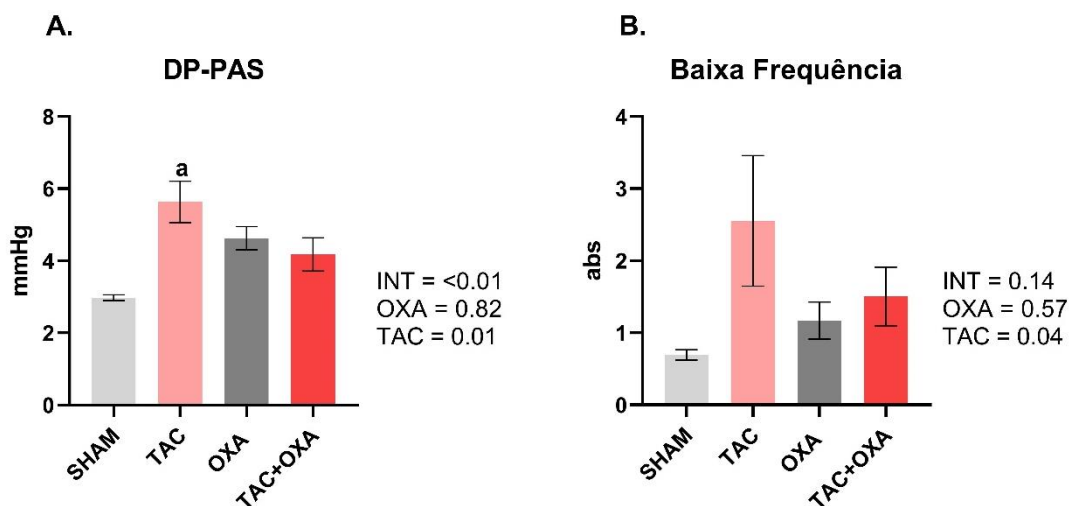 A.
DP-PAS
mmHg
8
6
4
2
0
a
SHAM
TAC
OXA
TAC+OXA
INT = <0.01
OXA = 0.82
TAC = 0.01
B.
Baixa Frequência
abs
4
3
2
1
0
SHAM
TAC
OXA
TAC+OXA
INT = 0.14
OXA = 0.57
TAC = 0.04